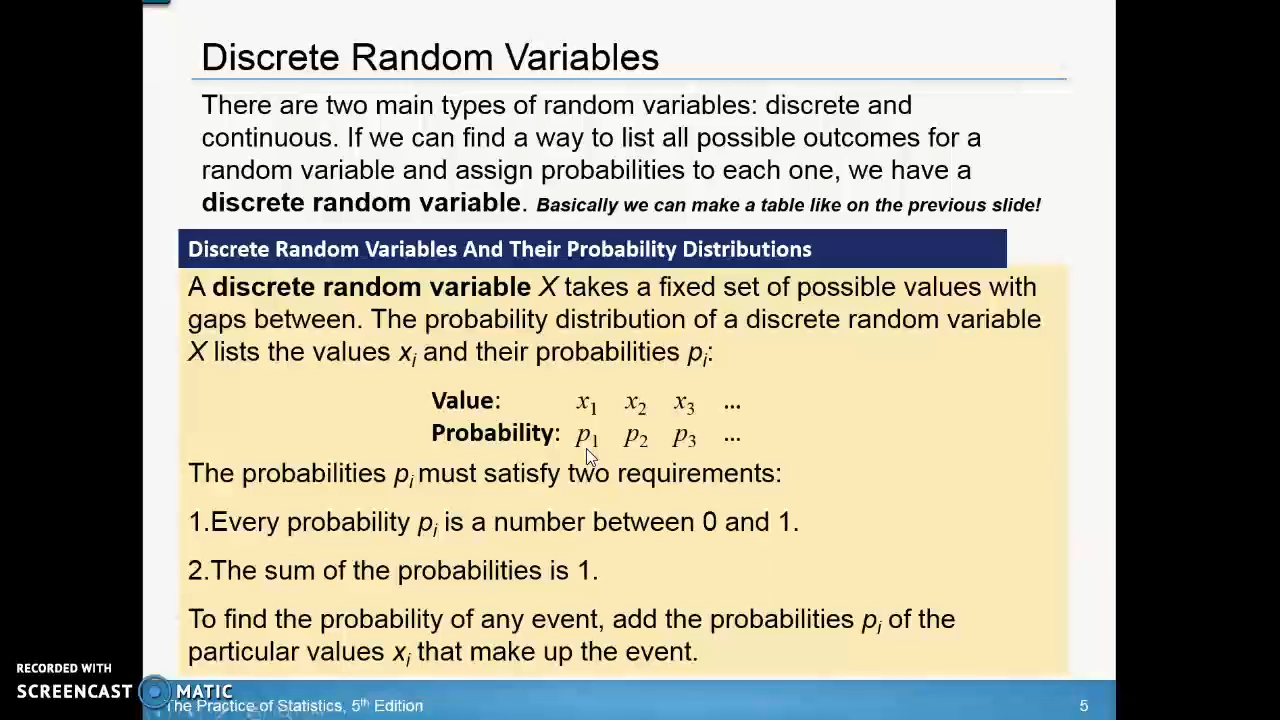 Discrete Random Variables
There are two main types of random variables: discrete and
continuous. If we can find a way to list all possible outcomes for a
random variable and assign probabilities to each one, we have a
discrete random variable. Basically we can make a table like on the previous slide!
Discrete Random Variables And Their Probability Distributions
A discrete random variable X takes a fixed set of possible values with
gaps between. The probability distribution of a discrete random variable
X lists the values xᵢ and their probabilities pᵢ:
Value: x₁ x₂ x₃ ...
Probability: p₁ p₂ p₃ ...
The probabilities pᵢ must satisfy two requirements:
1.Every probability pᵢ is a number between 0 and 1.
2.The sum of the probabilities is 1.
To find the probability of any event, add the probabilities pᵢ of the
particular values xᵢ that make up the event.
RECORDED WITH
SCREENCAST MATIC
The Practice of Statistics, 5th Edition 5